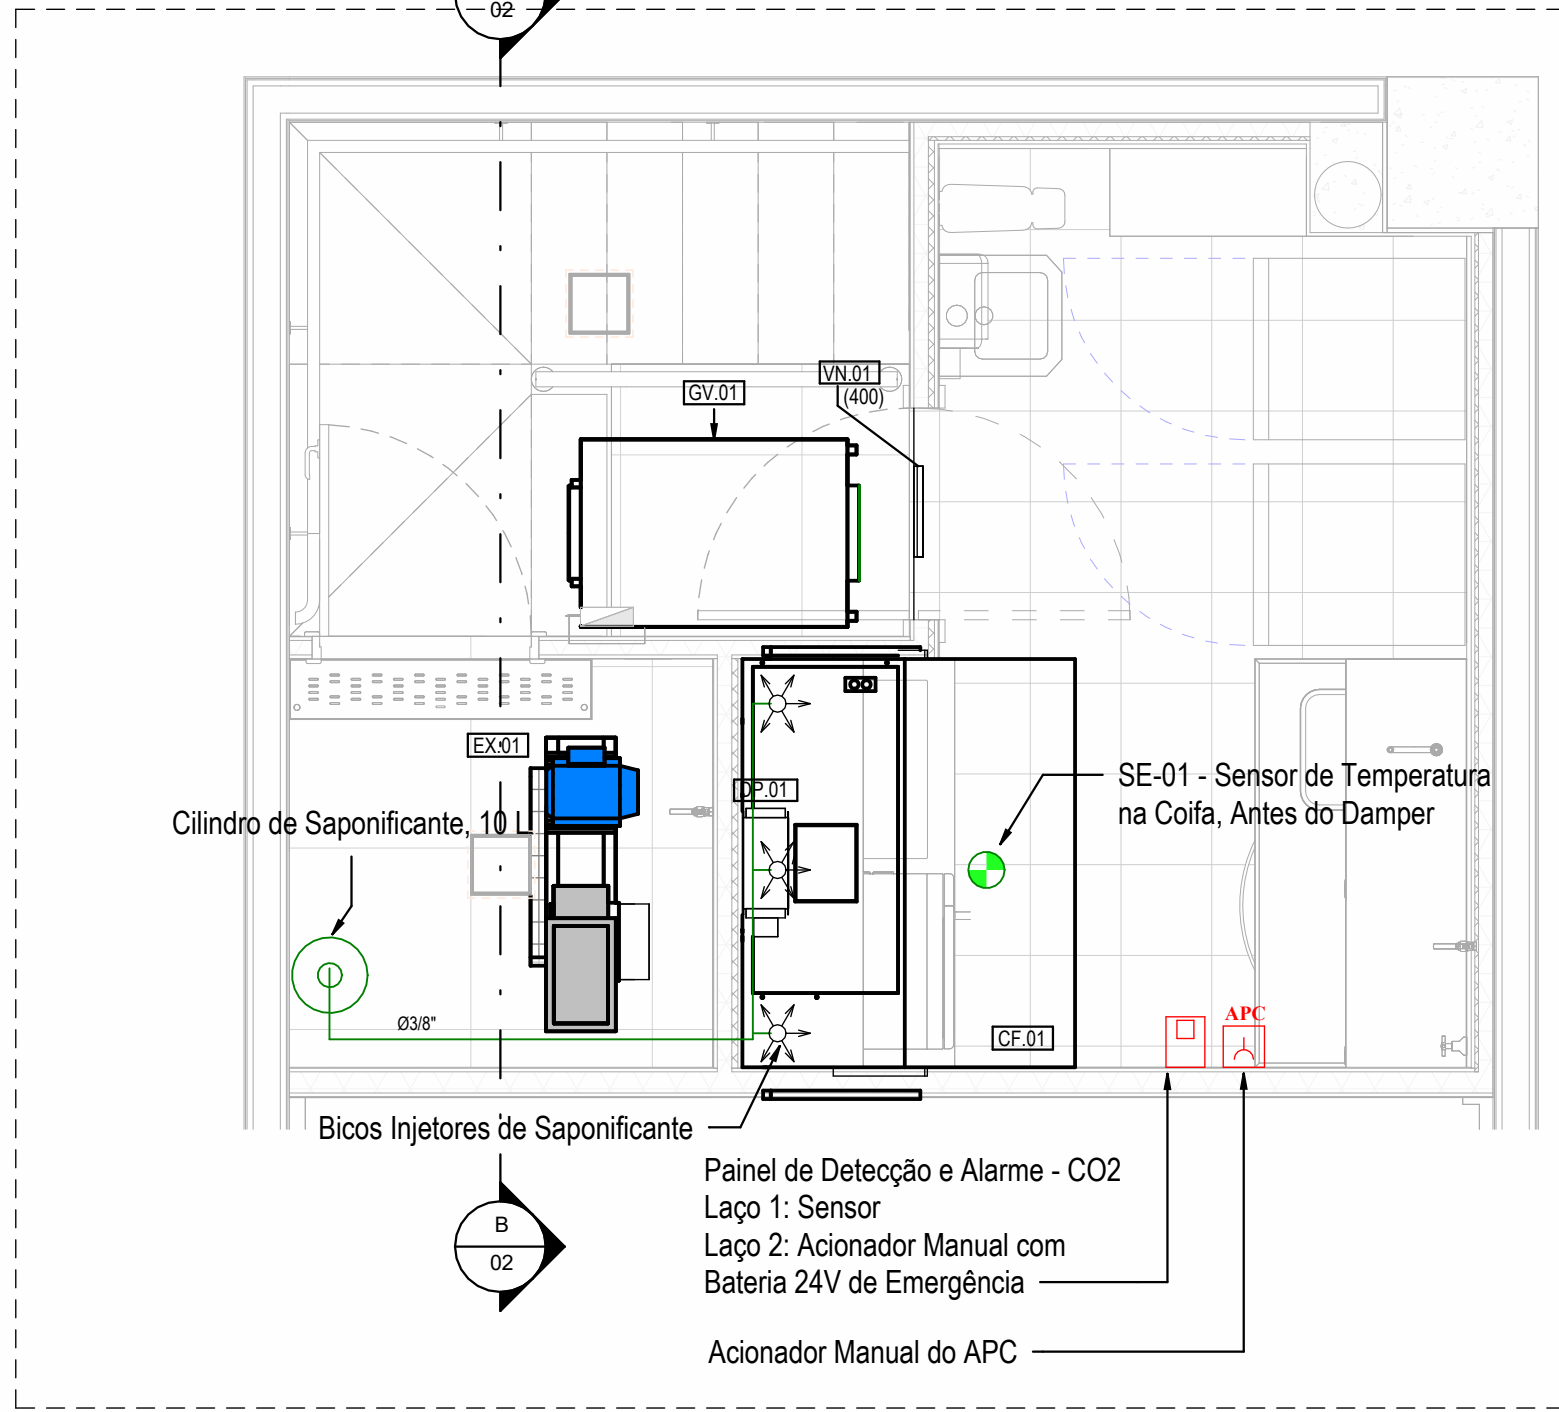 02
VN.01
(400)
GV.01
EX.01
DP.01
SE-01 - Sensor de Temperatura
na Coifa, Antes do Damper
Cilindro de Saponificante, 10 L
Ø3/8"
APC
CF.01
Bicos Injetores de Saponificante
Painel de Detecção e Alarme - CO2
Laço 1: Sensor
Laço 2: Acionador Manual com
Bateria 24V de Emergência
B
02
Acionador Manual do APC